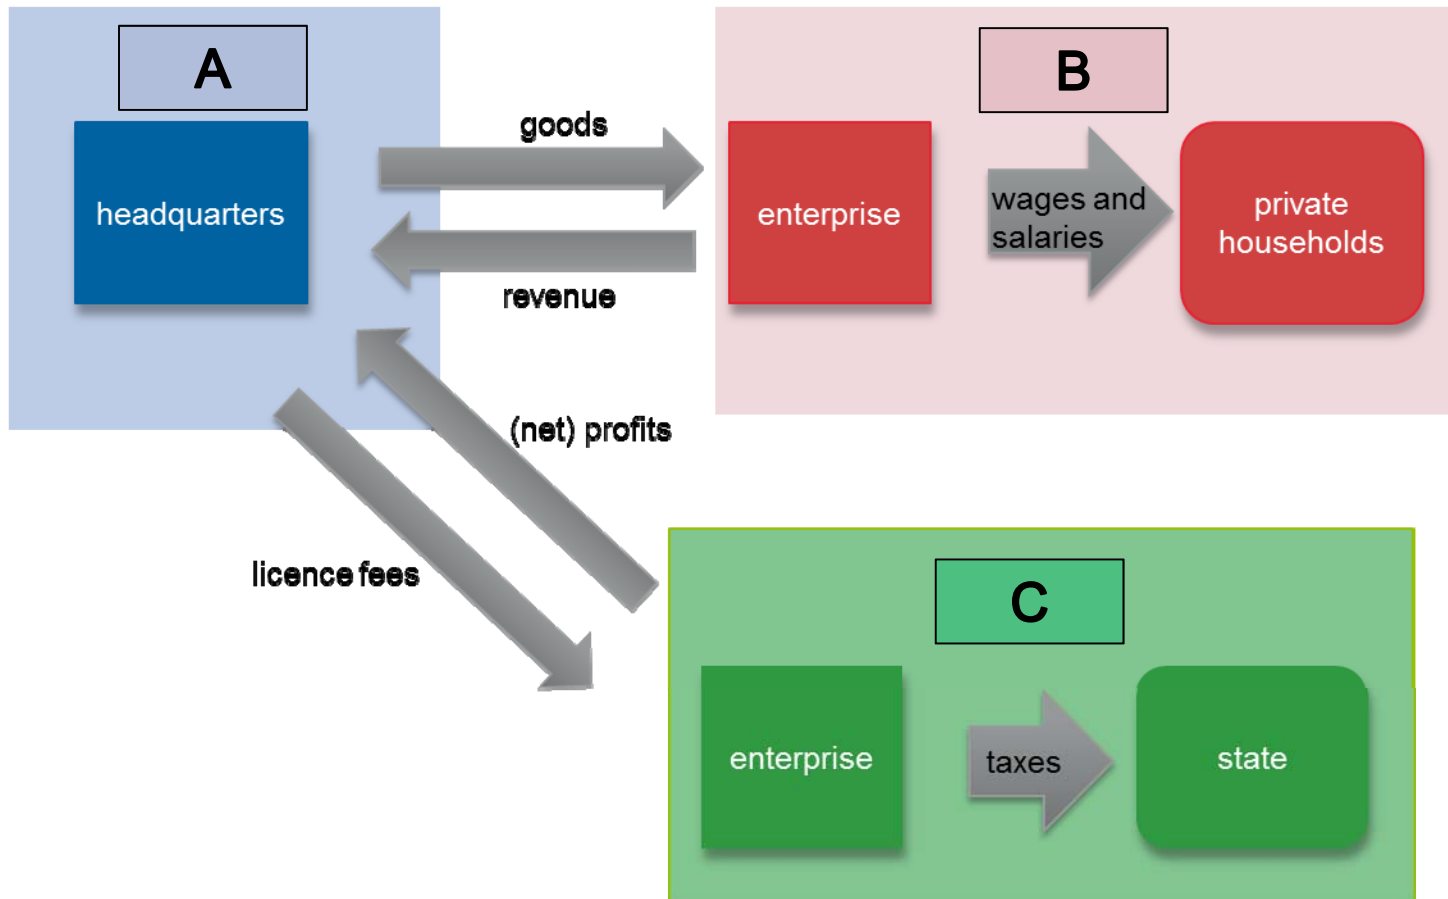 A
headquarters
goods
revenue
B
enterprise
wages and
salaries
private
households
(net) profits
licence fees
C
enterprise
taxes
state